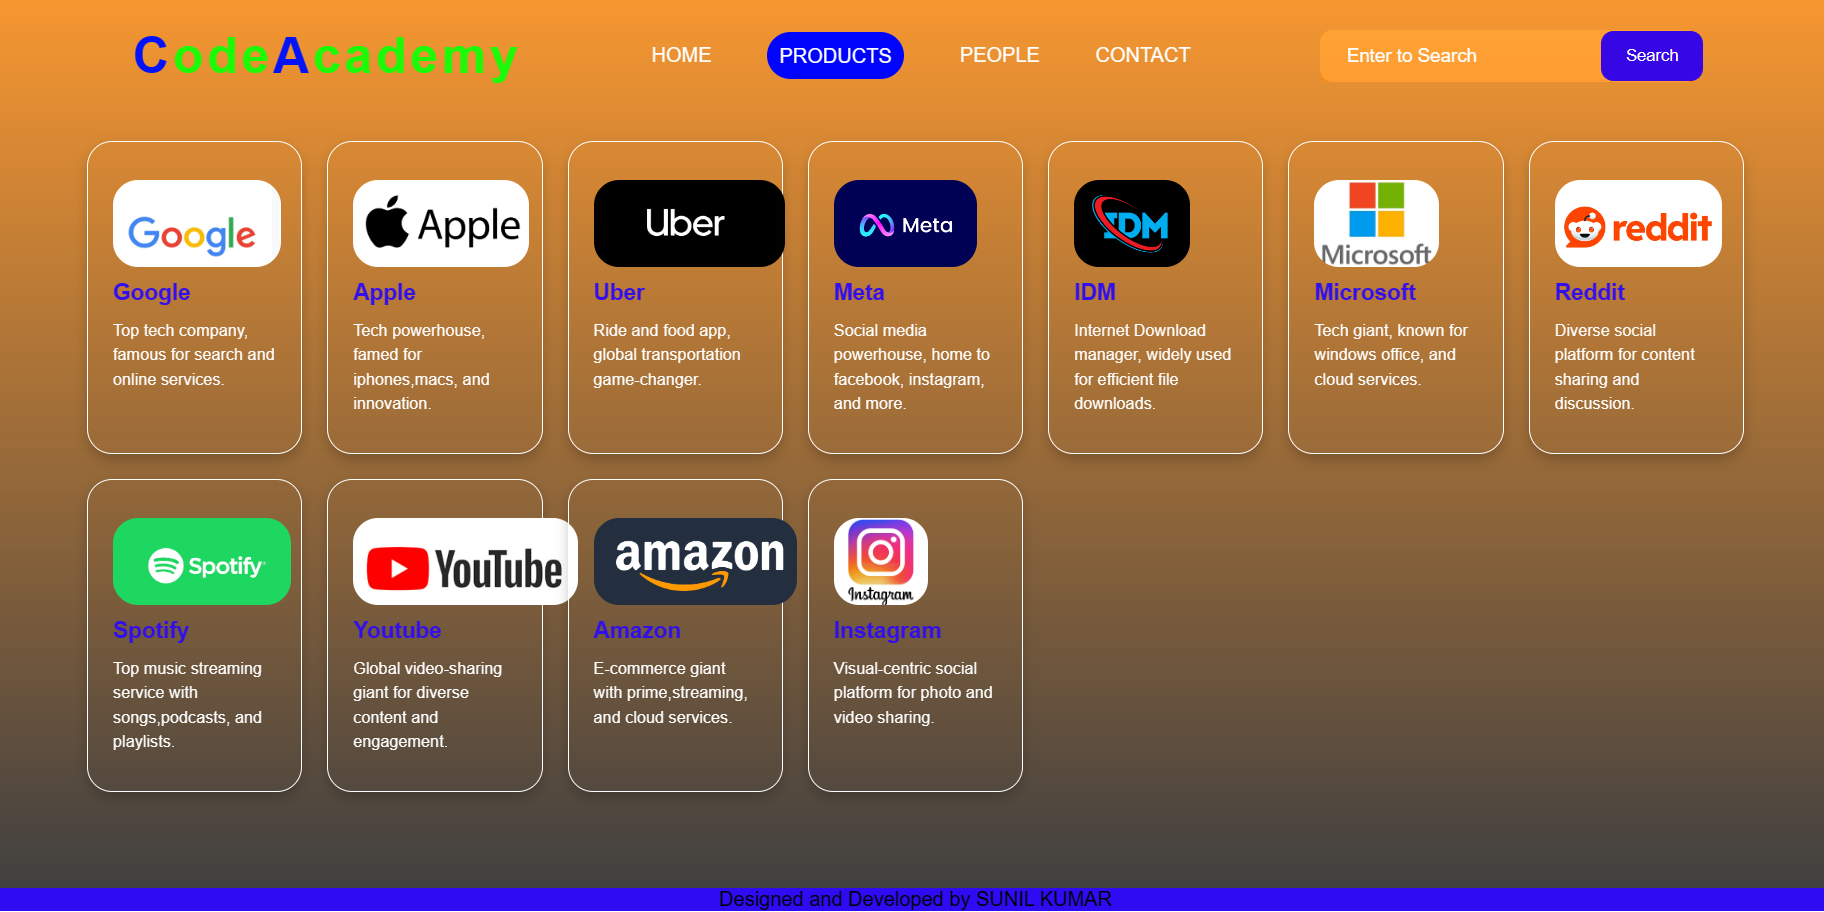 CodeAcademy
HOME
PRODUCTS
PEOPLE
CONTACT
Enter to Search
Search
Google
Google
Top tech company,
famous for search and
online services.
Apple
Apple
Tech powerhouse,
famed for
iphones,macs, and
innovation.
Uber
Uber
Ride and food app,
global transportation
game-changer.
Meta
Meta
Social media
powerhouse, home to
facebook, instagram,
and more.
IDM
IDM
Internet Download
manager, widely used
for efficient file
downloads.
Microsoft
Microsoft
Tech giant, known for
windows office, and
cloud services.
reddit
Reddit
Diverse social
platform for content
sharing and
discussion.
Spotify
Spotify
Top music streaming
service with
songs,podcasts, and
playlists.
YouTube
Youtube
Global video-sharing
giant for diverse
content and
engagement.
amazon
Amazon
E-commerce giant
with prime,streaming,
and cloud services.
Instagram
Instagram
Visual-centric social
platform for photo and
video sharing.
Designed and Developed by SUNIL KUMAR